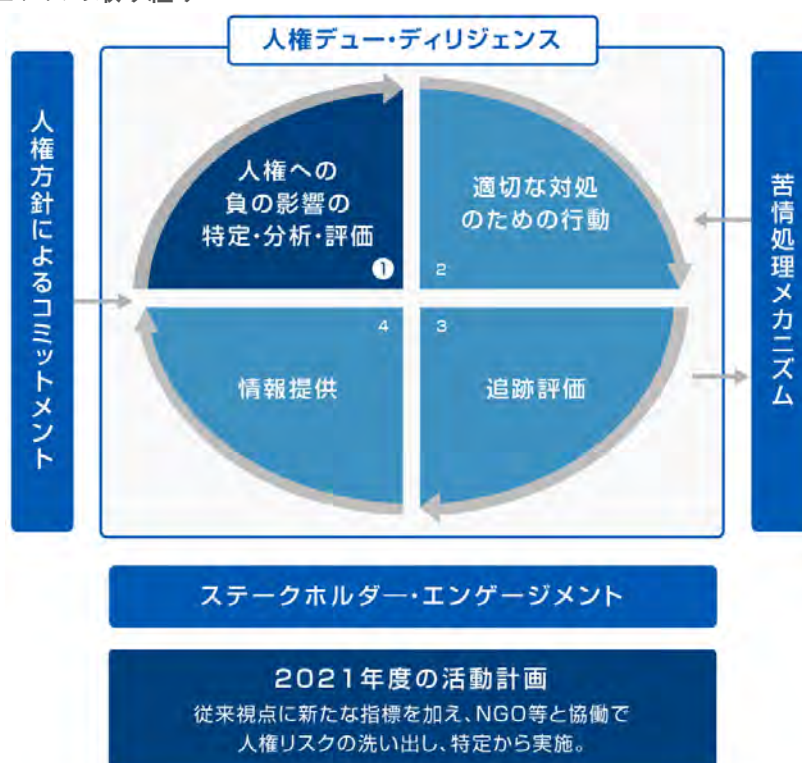 人権デュー・ディリジェンス
人権方針によるコミットメント
人権への
負の影響の
特定・分析・評価
1
適切な対処
のための行動
2
4
情報提供
3
追跡評価
苦情処理メカニズム
ステークホルダー・エンゲージメント
2021年度の活動計画
従来視点に新たな指標を加え、NGO等と協働で
人権リスクの洗い出し、特定から実施。